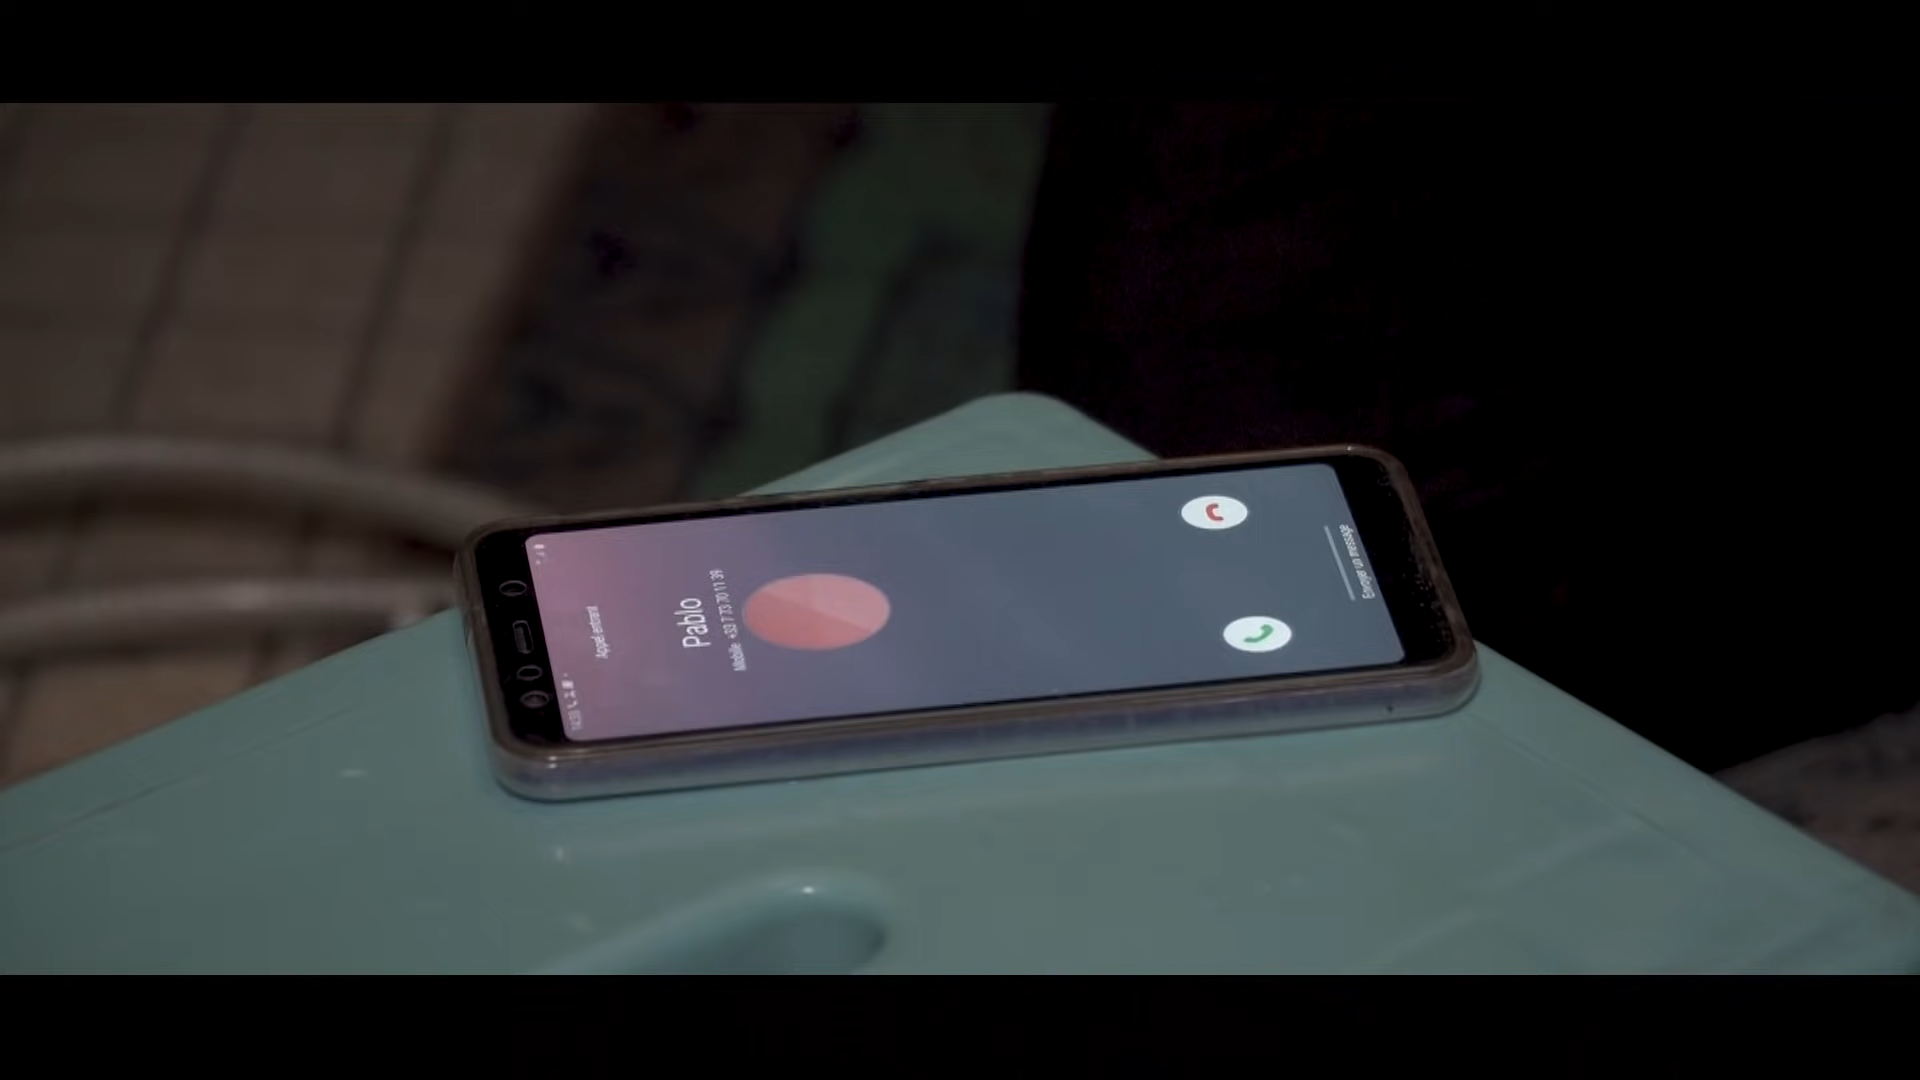 Appel entrant
Pablo
Mobile +33 7 73 70 11 39
Envoyer un message